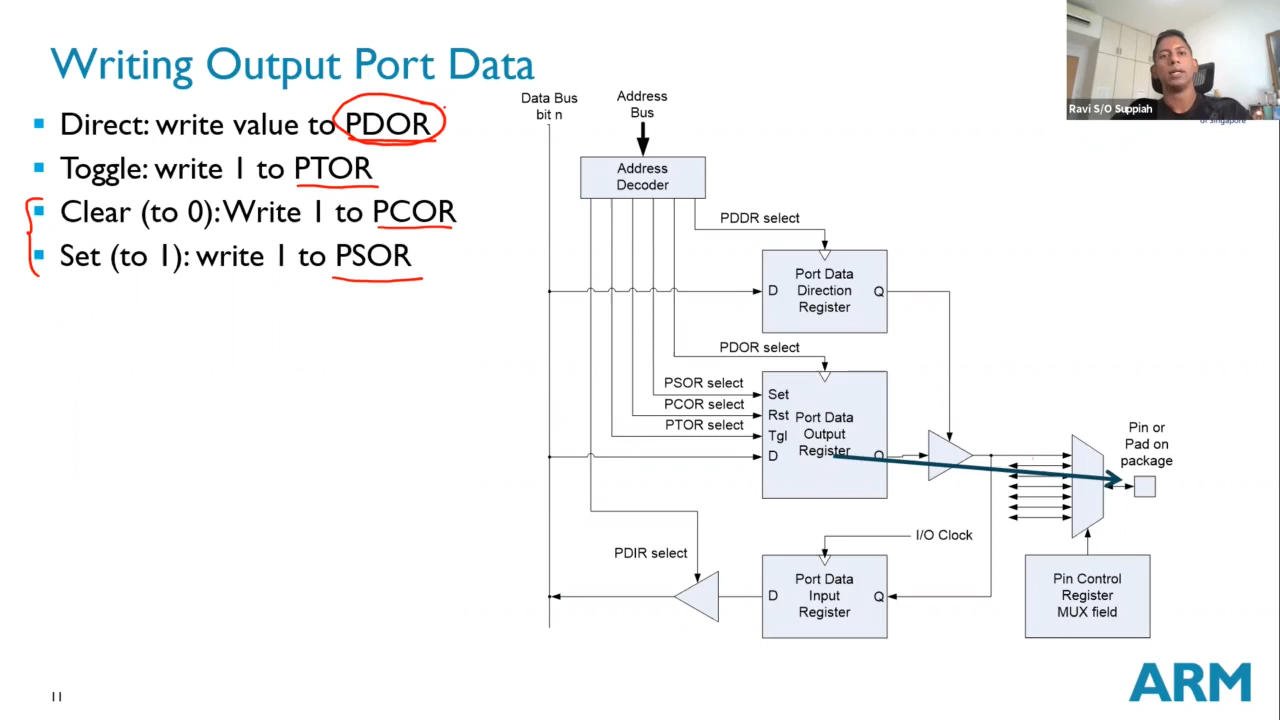 Writing Output Port Data
Direct: write value to PDOR
Toggle: write 1 to PTOR
Clear (to 0): Write 1 to PCOR
Set (to 1): write 1 to PSOR
Data Bus
bit n
Address
Bus
Address
Decoder
PDDR select
Port Data
Direction
Register
D
Q
PDOR select
PSOR select
PCOR select
PTOR select
Set
Rst
Tgl
D
Port Data
Output
Register
Q
Pin or
Pad on
package
I/O Clock
PDIR select
Port Data
Input
Register
D
Q
Pin Control
Register
MUX field
Ravi S/O Suppiah
of Singapore
11
ARM